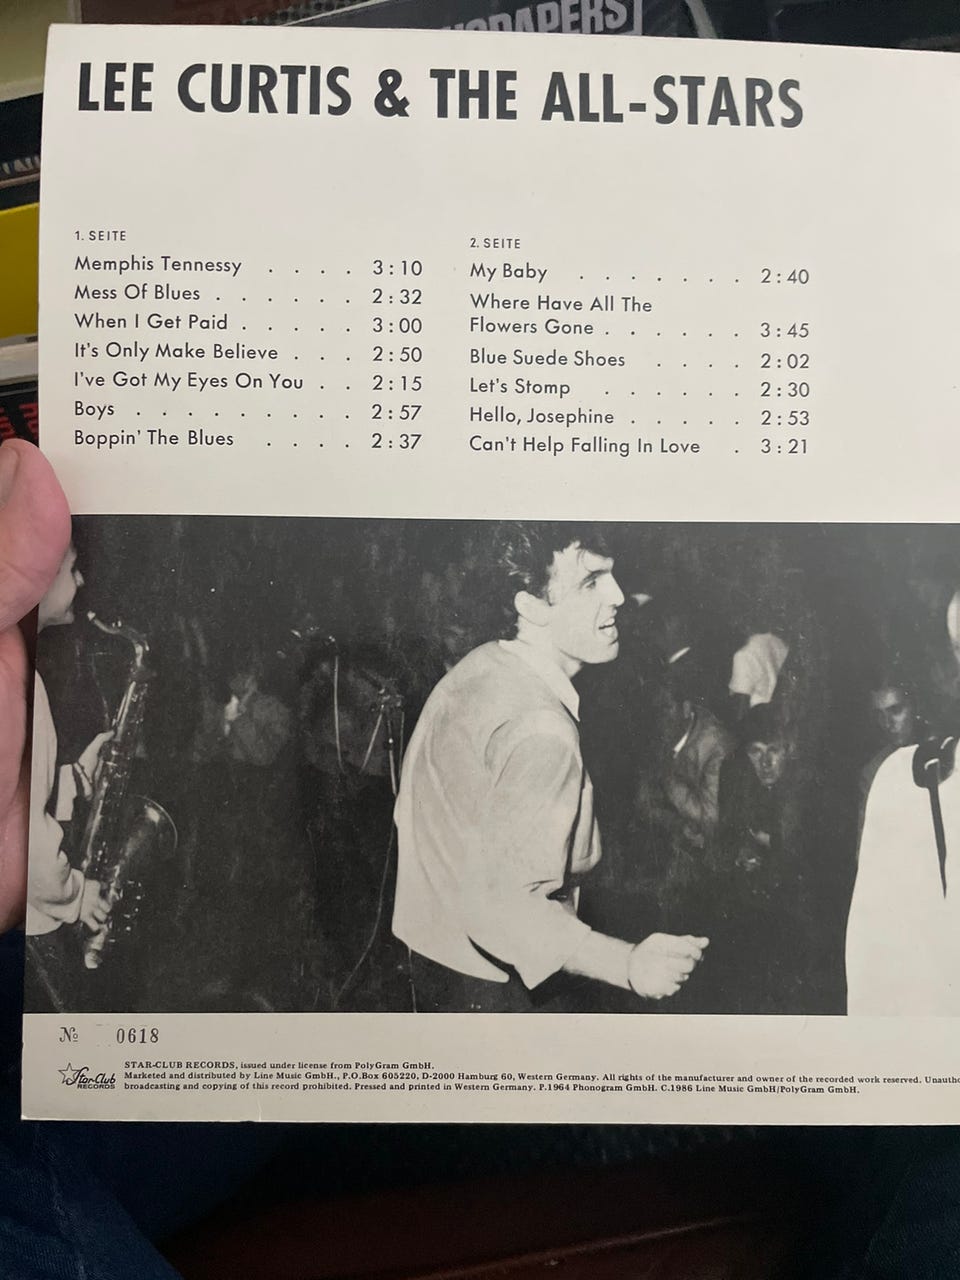 LEE CURTIS & THE ALL-STARS
1. SEITE
Memphis Tennessy . . . . 3:10
Mess Of Blues . . . . . . 2:32
When I Get Paid . . . . . 3:00
It's Only Make Believe . . . 2:50
I've Got My Eyes On You . . 2:15
Boys . . . . . . . . . 2:57
Boppin' The Blues . . . . 2:37
2. SEITE
My Baby . . . . . . . 2:40
Where Have All The
Flowers Gone . . . . . . 3:45
Blue Suede Shoes . . . . 2:02
Let's Stomp . . . . . . 2:30
Hello, Josephine . . . . . 2:53
Can't Help Falling In Love . 3:21
№ 0618
Star-Club
RECORDS
STAR-CLUB RECORDS, issued under license from PolyGram GmbH.
Marketed and distributed by Line Music GmbH., P.O.Box 605220, D-2000 Hamburg 60, Western Germany. All rights of the manufacturer and owner of the recorded work reserved.
broadcasting and copying of this record prohibited. Pressed and printed in Western Germany. P.1964 Phonogram GmbH. C.1986 Line Music GmbH/PolyGram GmbH.